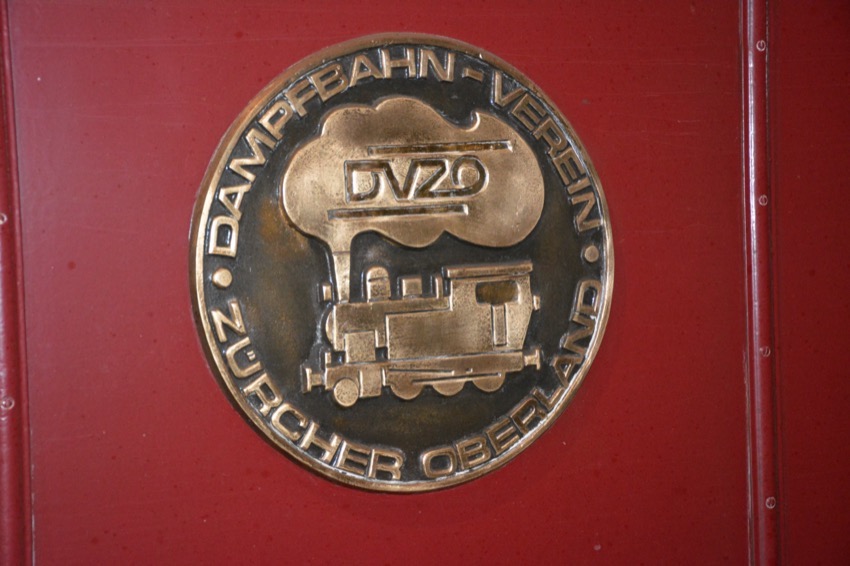 DAMPFBAHN-VEREIN
DVZO
• ZÜRCHER OBERLAND •